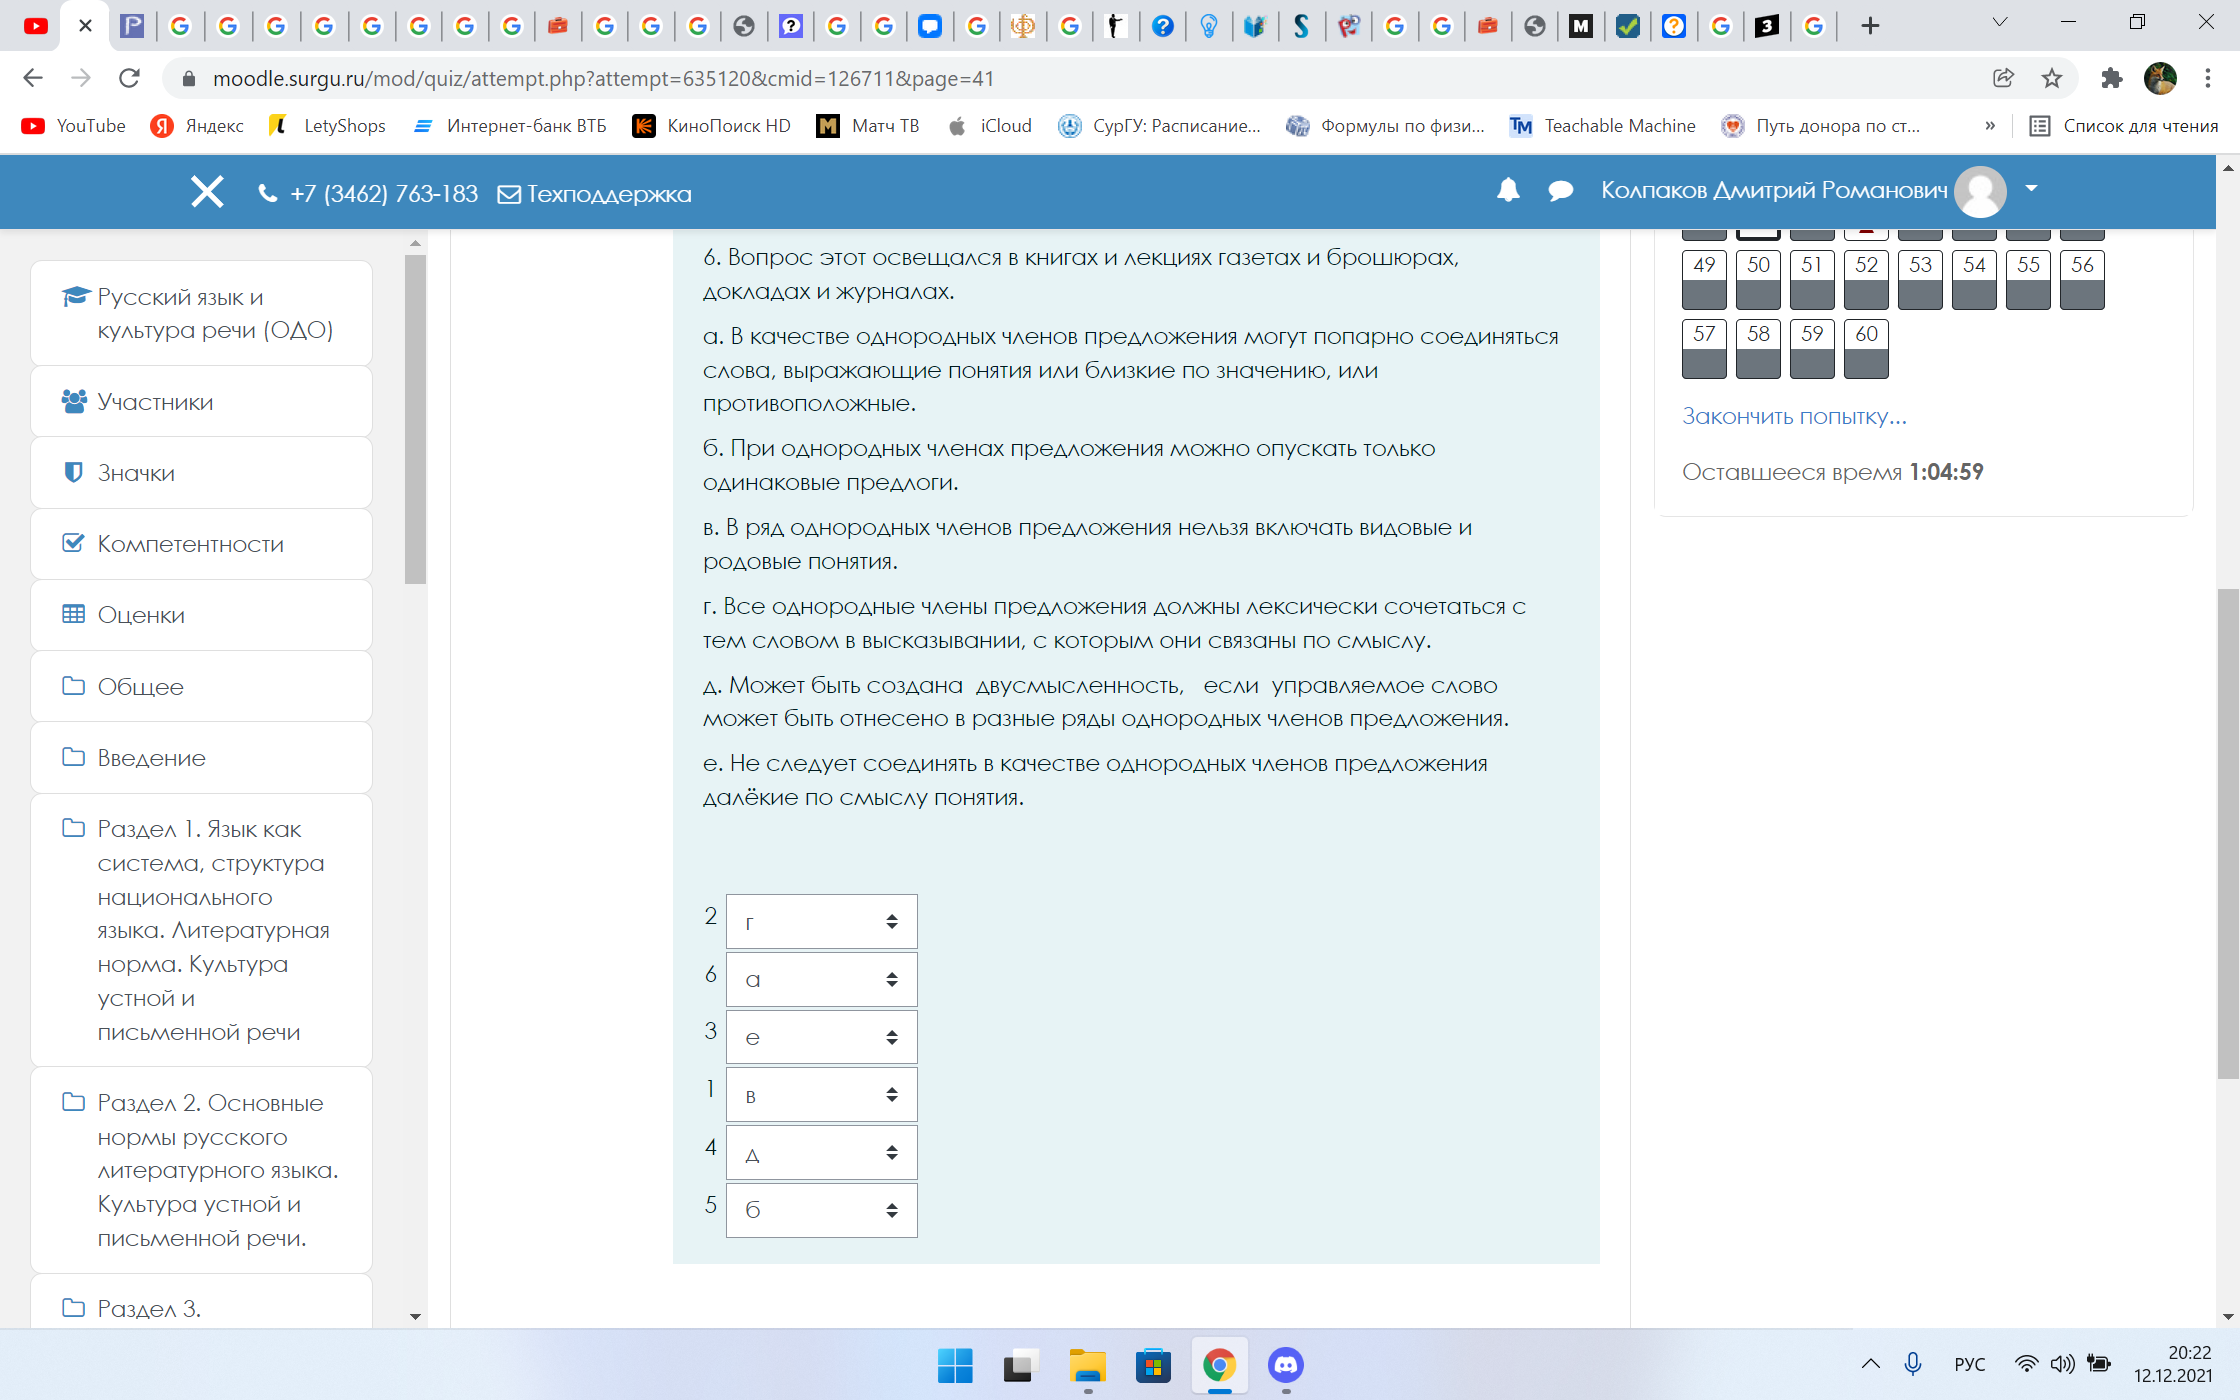 moodle.surgu.ru/mod/quiz/attempt.php?attempt=635120&cmid=126711&page=41
YouTube Яндекс LetyShops Интернет-банк ВТБ КиноПоиск HD Матч ТВ iCloud СурГУ: Расписание... Формулы по физи... Teachable Machine Путь донора по ст... » Список для чтения
+7 (3462) 763-183 Техподдержка Колпаков Дмитрий Романович
Русский язык и
культура речи (ОДО)
Участники
Значки
Компетентности
Оценки
Общее
Введение
Раздел 1. Язык как
система, структура
национального
языка. Литературная
норма. Культура
устной и
письменной речи
Раздел 2. Основные
нормы русского
литературного языка.
Культура устной и
письменной речи.
Раздел 3.
6. Вопрос этот освещался в книгах и лекциях газетах и брошюрах,
докладах и журналах.
а. В качестве однородных членов предложения могут попарно соединяться
слова, выражающие понятия или близкие по значению, или
противоположные.
б. При однородных членах предложения можно опускать только
одинаковые предлоги.
в. В ряд однородных членов предложения нельзя включать видовые и
родовые понятия.
г. Все однородные члены предложения должны лексически сочетаться с
тем словом в высказывании, с которым они связаны по смыслу.
д. Может быть создана двусмысленность, если управляемое слово
может быть отнесено в разные ряды однородных членов предложения.
е. Не следует соединять в качестве однородных членов предложения
далёкие по смыслу понятия.
2 г
6 а
3 е
1 в
4 д
5 б
49 50 51 52 53 54 55 56
57 58 59 60
Закончить попытку...
Оставшееся время 1:04:59
РУС
20:22
12.12.2021